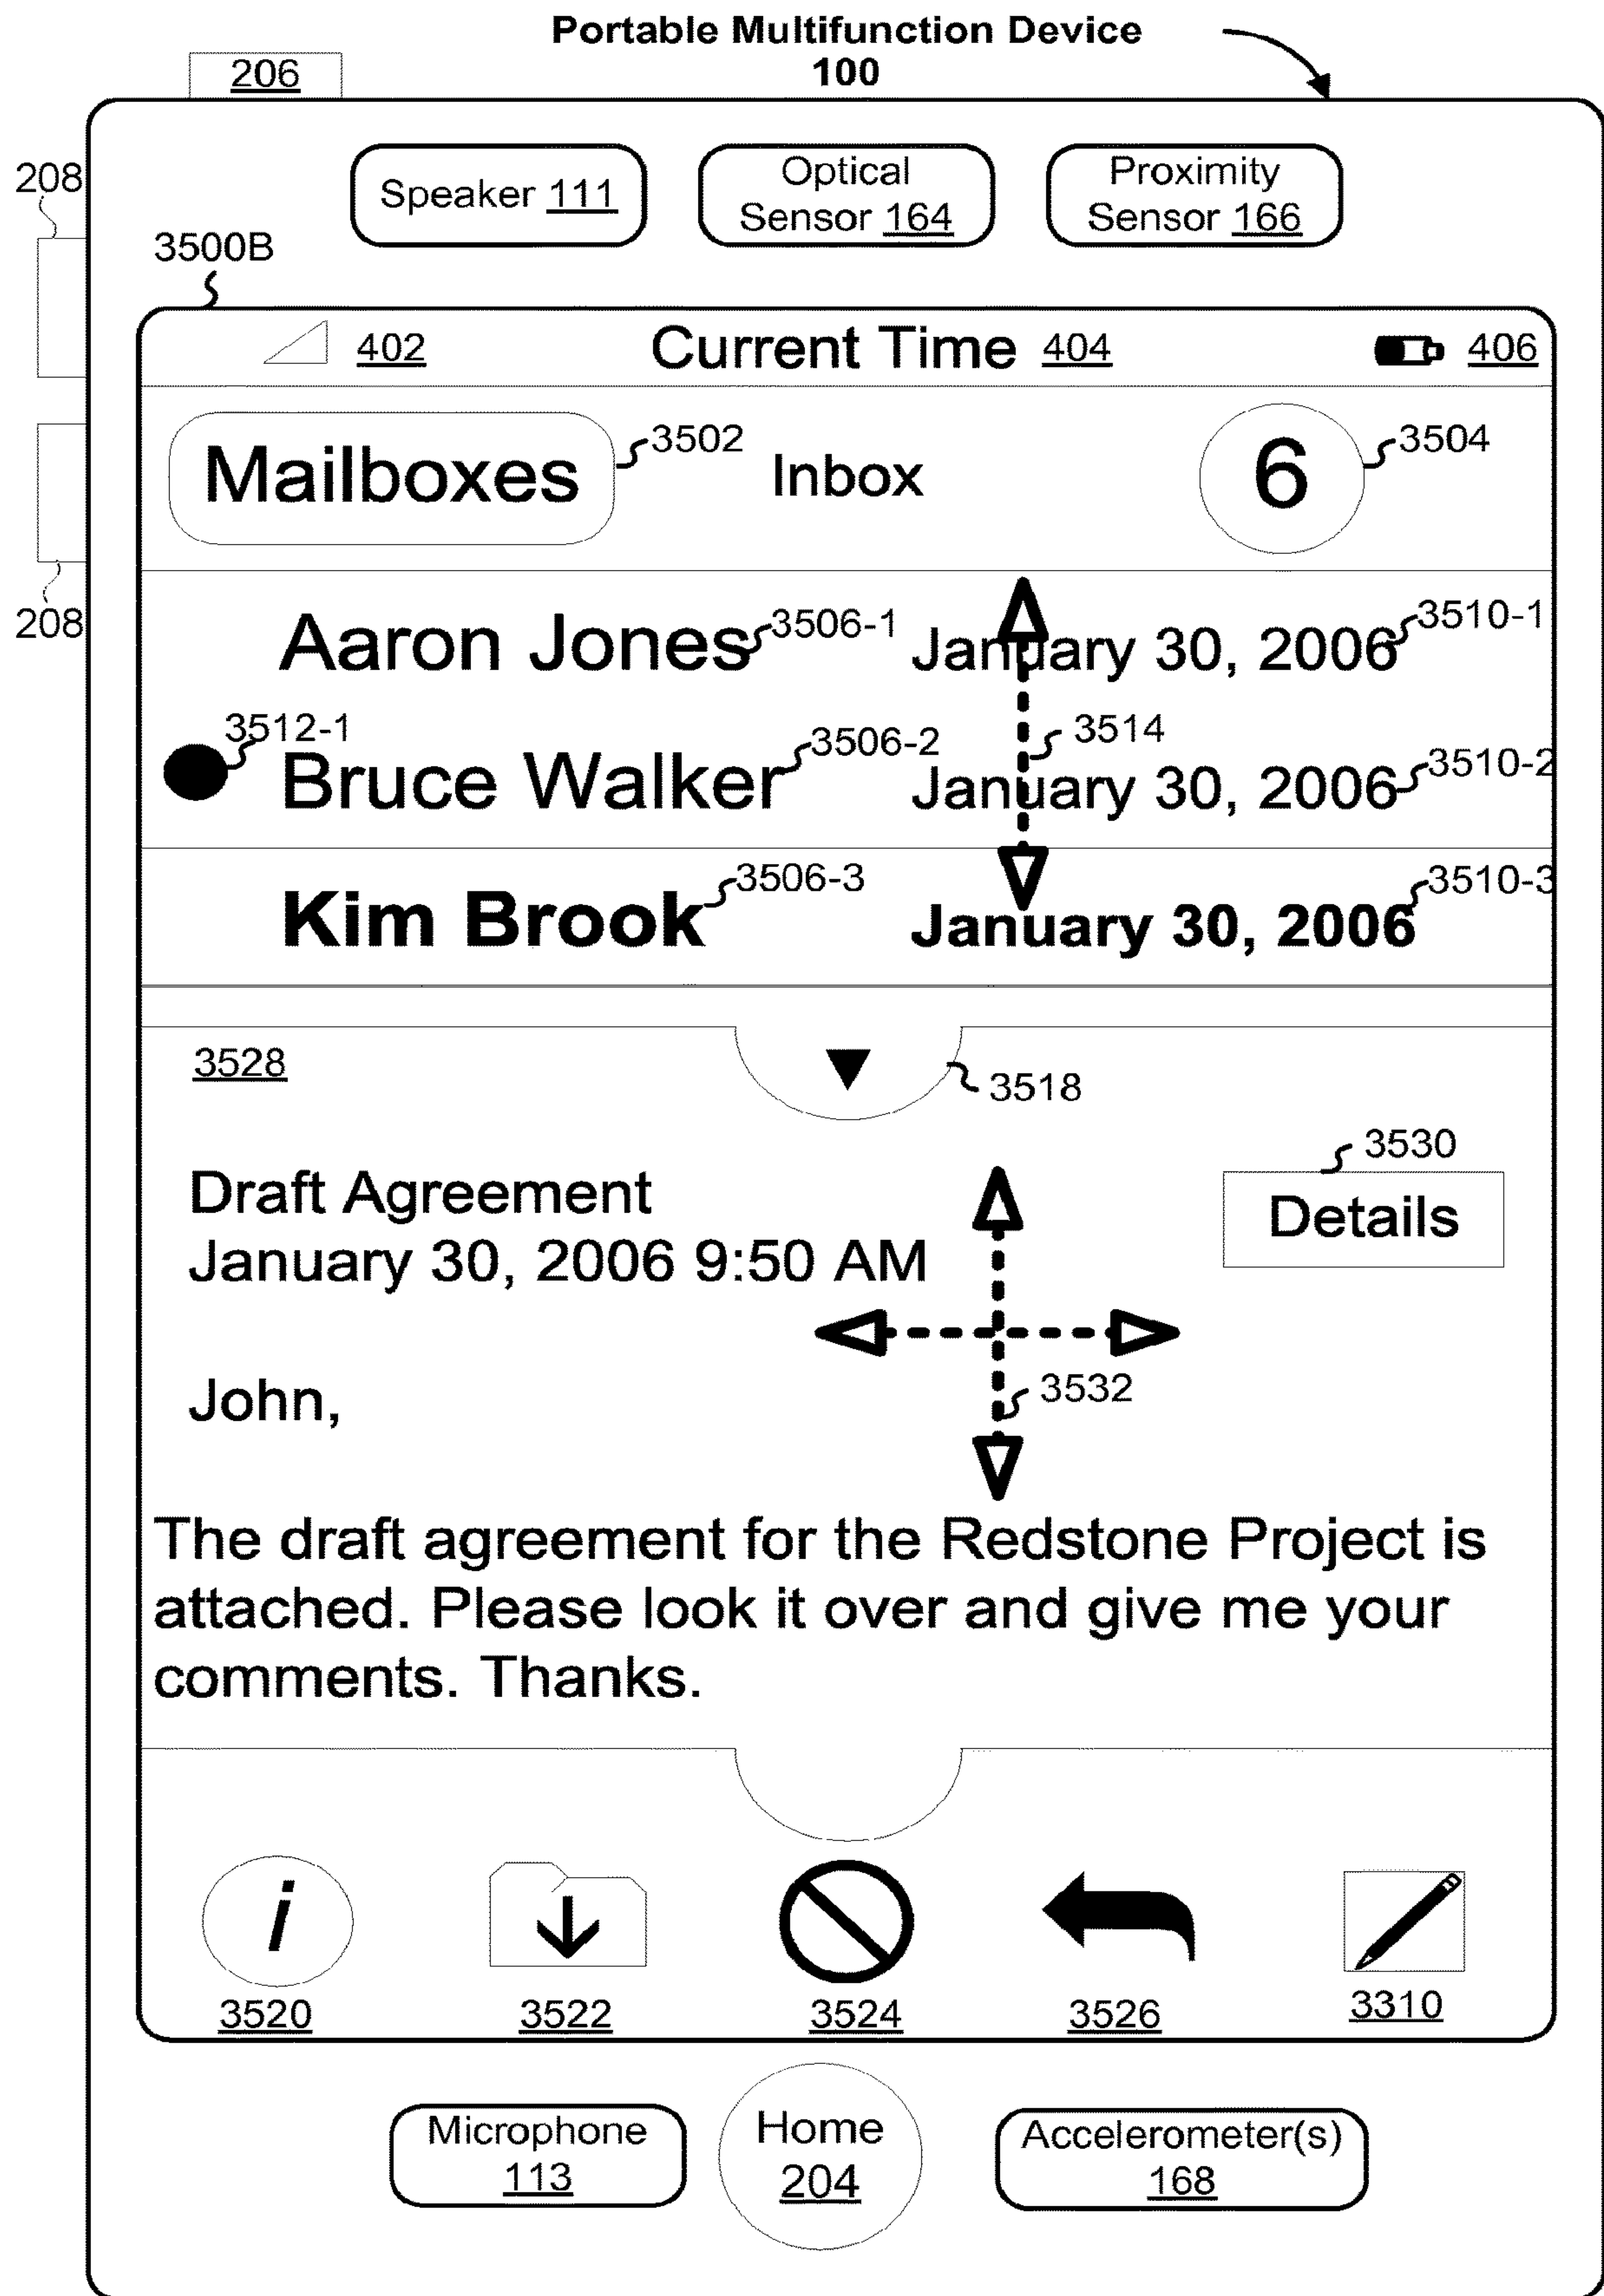 Portable Multifunction Device
100
206
208
Speaker 111
Optical
Sensor 164
Proximity
Sensor 166
3500B
402
Current Time 404
406
Mailboxes
3502
Inbox
6
3504
208
Aaron Jones
3506-1
January 30, 2006
3510-1
3512-1
Bruce Walker
3506-2
3514
January 30, 2006
3510-2
Kim Brook
3506-3
January 30, 2006
3510-3
3528
3518
3530
Draft Agreement
Details
January 30, 2006 9:50 AM
3532
John,
The draft agreement for the Redstone Project is
attached. Please look it over and give me your
comments. Thanks.
i
3520
3522
3524
3526
3310
Microphone
113
Home
204
Accelerometer(s)
168